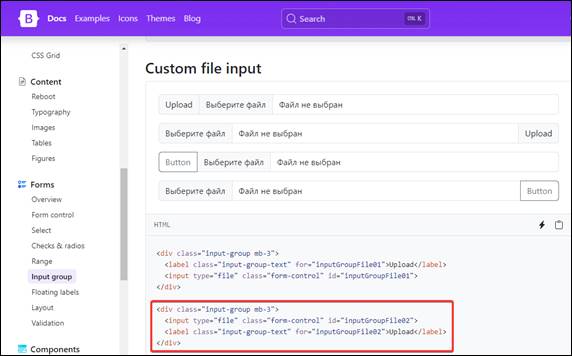 B Docs Examples Icons Themes Blog Search CTRL K
CSS Grid
Content
Reboot
Typography
Images
Tables
Figures
Forms
Overview
Form control
Select
Checks & radios
Range
Input group
Floating labels
Layout
Validation
Components
Custom file input
Upload Выберите файл Файл не выбран
Выберите файл Файл не выбран Upload
Button Выберите файл Файл не выбран
Выберите файл Файл не выбран Button
HTML
<div class="input-group mb-3">
<label class="input-group-text" for="inputGroupFile01">Upload</label>
<input type="file" class="form-control" id="inputGroupFile01">
</div>
<div class="input-group mb-3">
<input type="file" class="form-control" id="inputGroupFile02">
<label class="input-group-text" for="inputGroupFile02">Upload</label>
</div>